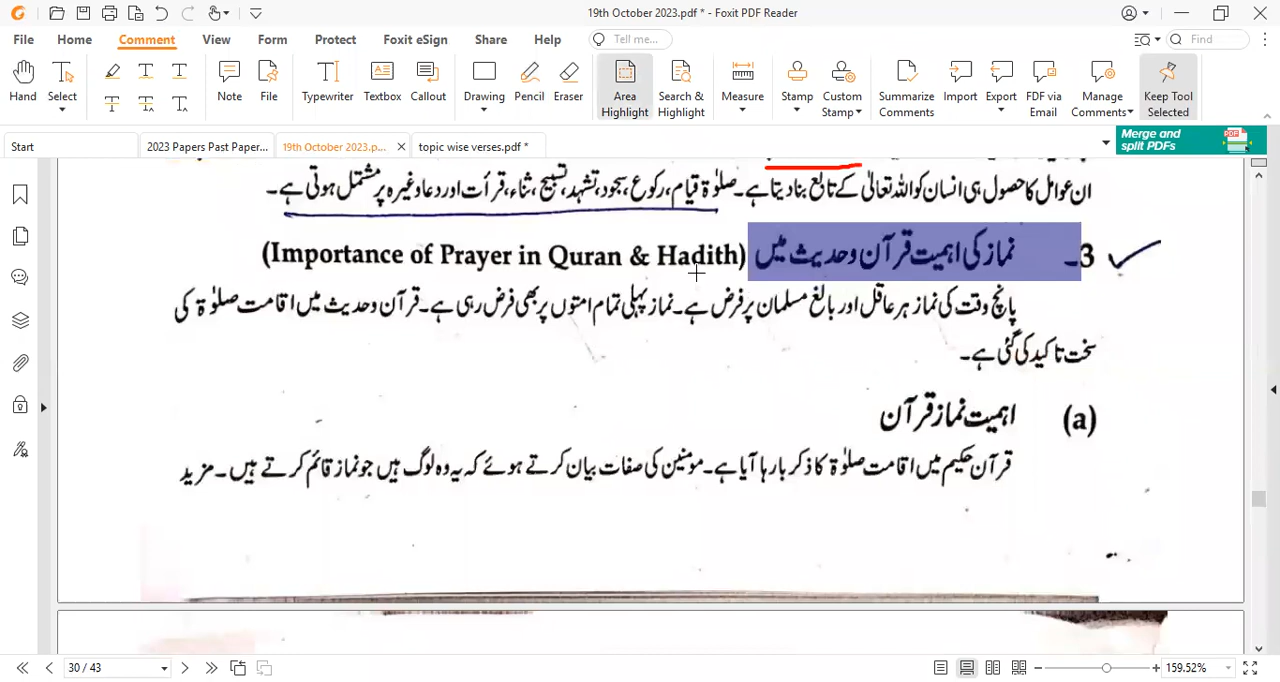 19th October 2023.pdf * - Foxit PDF Reader
File Home Comment View Form Protect Foxit eSign Share Help Tell me... Find
Hand Select Note File Typewriter Textbox Callout Drawing Pencil Eraser Area Highlight Search & Highlight Measure Stamp Custom Stamp Summarize Comments Import Export FDF via Email Manage Comments Keep Tool Selected
Start 2023 Papers Past Paper... 19th October 2023.p... topic wise verses.pdf * Merge and split PDFs PDF
ان عوامل کا حصول ہی انسان کو اللہ تعالیٰ کے تابع بنا دیتا ہے۔ صلوٰۃ قیام، رکوع، سجود، تشہد، تسبیح، ثناء، قرأت اور دعا وغیرہ پر مشتمل ہوتی ہے۔
3۔ نماز کی اہمیت قرآن و حدیث میں (Importance of Prayer in Quran & Hadith)
پانچ وقت کی نماز ہر عاقل اور بالغ مسلمان پر فرض ہے۔ نماز پہلی تمام امتوں پر بھی فرض رہی ہے۔ قرآن و حدیث میں اقامت صلوٰۃ کی
سخت تاکید کی گئی ہے۔
(a) اہمیت نماز قرآن
قرآن حکیم میں اقامت صلوٰۃ کا ذکر بار ہا آیا ہے۔ مومنین کی صفات بیان کرتے ہوئے کہ یہ وہ لوگ ہیں جو نماز قائم کرتے ہیں۔ مزید
30 / 43 159.52%